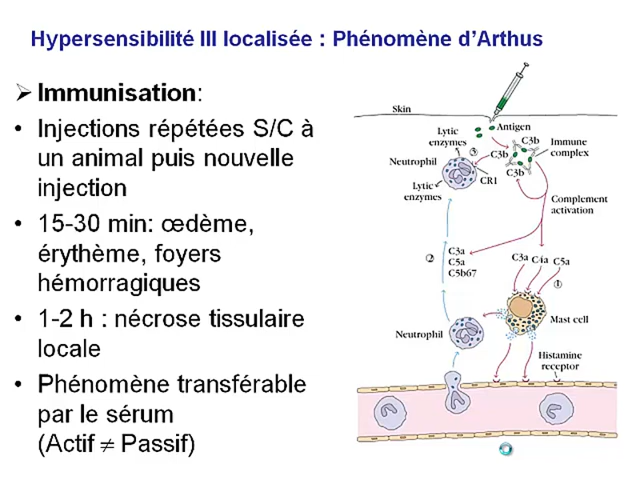 Hypersensibilité III localisée : Phénomène d'Arthus
➢ Immunisation:
• Injections répétées S/C à
un animal puis nouvelle
injection
• 15-30 min: œdème,
érythème, foyers
hémorragiques
• 1-2 h : nécrose tissulaire
locale
• Phénomène transférable
par le sérum
(Actif ≠ Passif)
Skin
Antigen
Lytic
enzymes
③
C3b
C3b
C3b
Immune
complex
Neutrophil
CR1
Lytic
enzymes
Complement
activation
②
C3a
C5a
C5b67
C3a C4a C5a
①
Mast cell
Neutrophil
Histamine
receptor